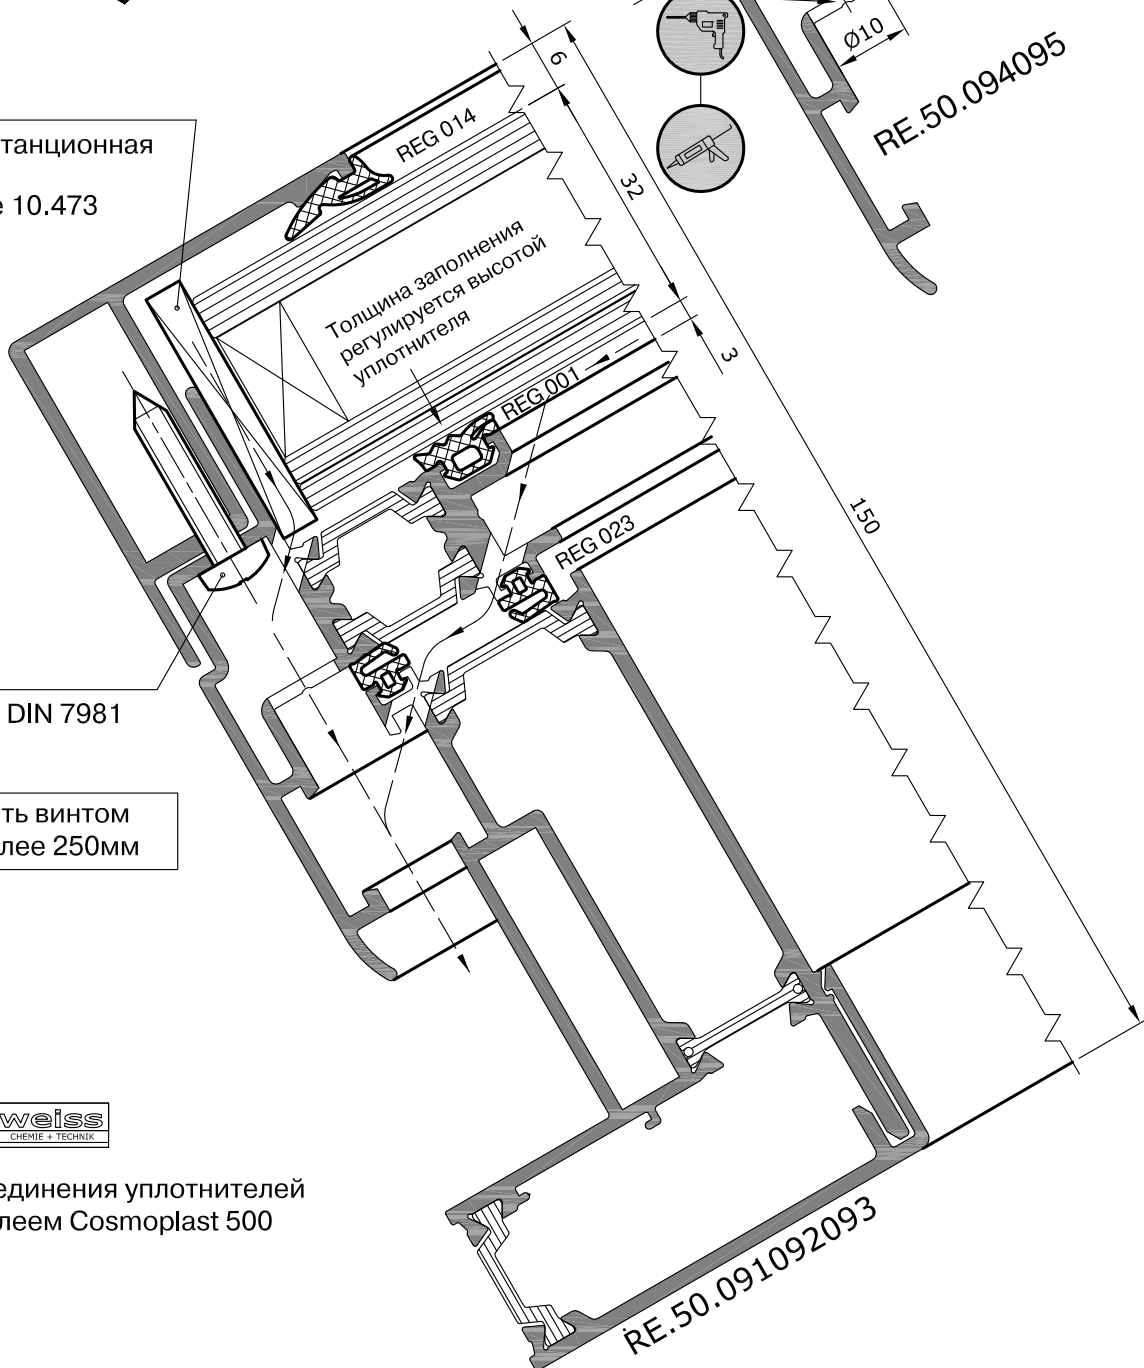 Ø10
RE.50.094095
6
REG 014
танционная
е 10.473
32
Толщина заполнения
регулируется высотой
уплотнителя
3
REG 001
150
REG 023
DIN 7981
ть винтом
лее 250мм
weiss
CHEMIE + TECHNIK
единения уплотнителей
леем Cosmoplast 500
RE.50.091092093